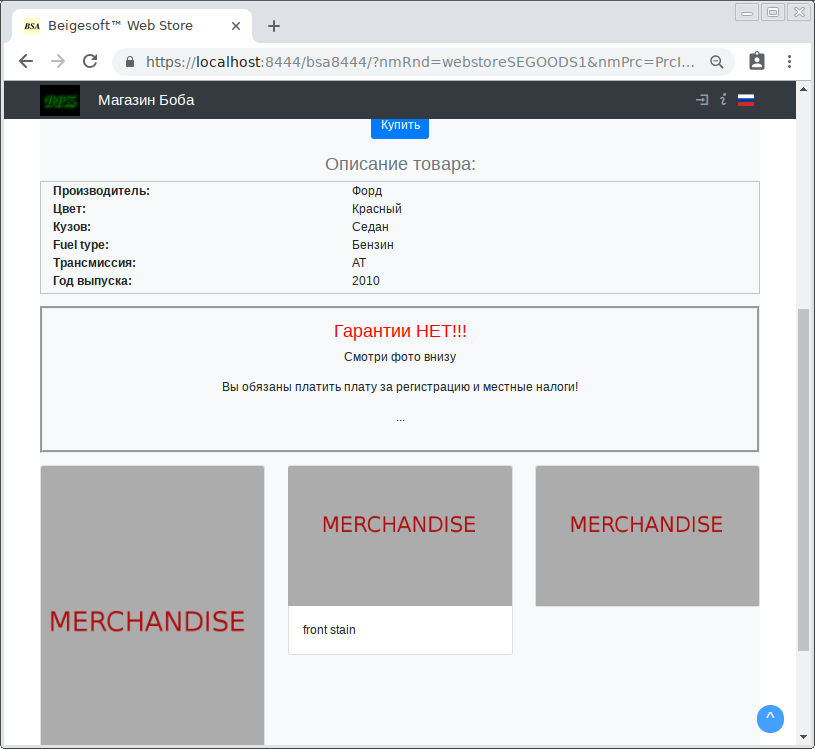 BSA Beigesoft™ Web Store
https://localhost:8444/bsa8444/?nmRnd=webstoreSEGOODS1&nmPrc=PrcI...
BPZ Магазин Боба
Купить
Описание товара:
Производитель: Форд
Цвет: Красный
Кузов: Седан
Fuel type: Бензин
Трансмиссия: АТ
Год выпуска: 2010
Гарантии НЕТ!!!
Смотри фото внизу
Вы обязаны платить плату за регистрацию и местные налоги!
...
MERCHANDISE
MERCHANDISE
MERCHANDISE
front stain